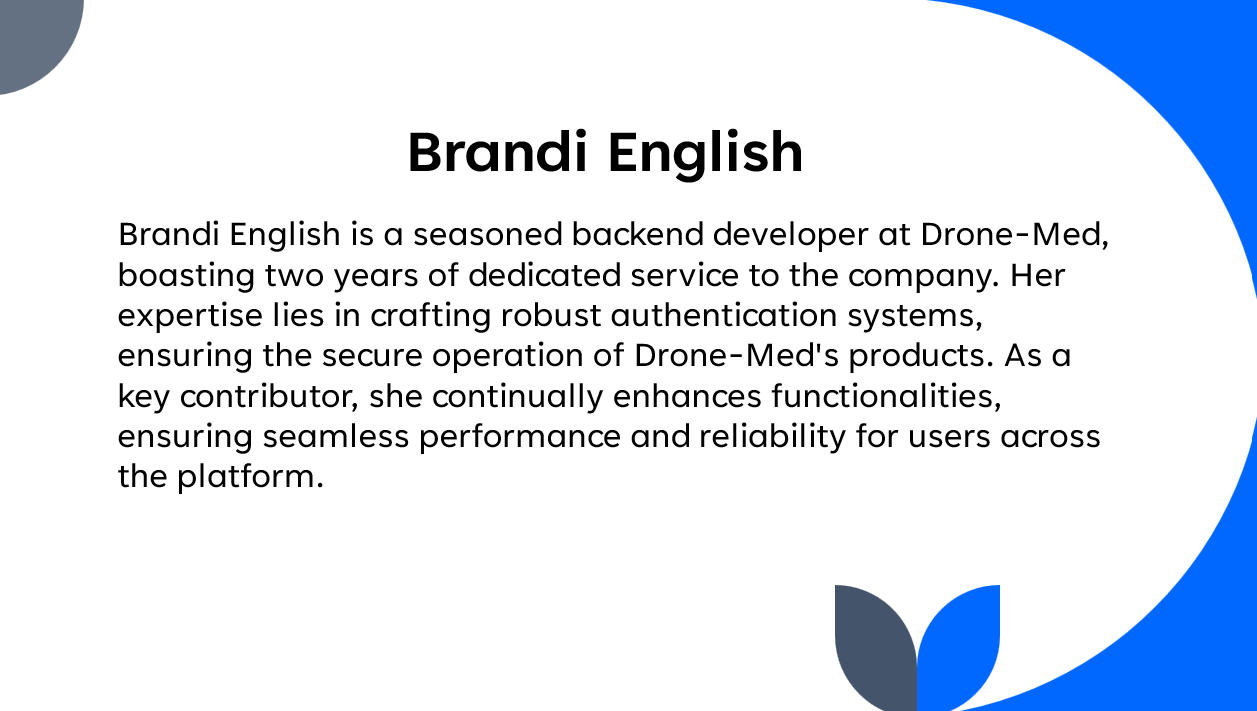 Brandi English
Brandi English is a seasoned backend developer at Drone-Med,
boasting two years of dedicated service to the company. Her
expertise lies in crafting robust authentication systems,
ensuring the secure operation of Drone-Med's products. As a
key contributor, she continually enhances functionalities,
ensuring seamless performance and reliability for users across
the platform.